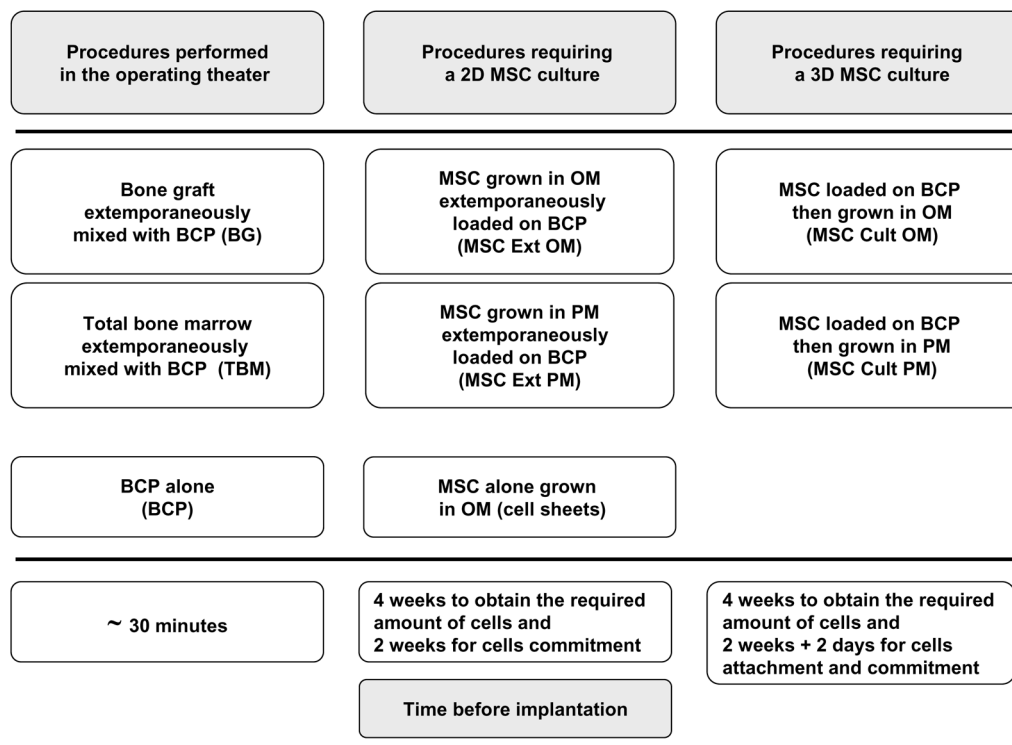 Procedures performed
in the operating theater
Procedures requiring
a 2D MSC culture
Procedures requiring
a 3D MSC culture
Bone graft
extemporaneously
mixed with BCP (BG)
MSC grown in OM
extemporaneously
loaded on BCP
(MSC Ext OM)
MSC loaded on BCP
then grown in OM
(MSC Cult OM)
Total bone marrow
extemporaneously
mixed with BCP (TBM)
MSC grown in PM
extemporaneously
loaded on BCP
(MSC Ext PM)
MSC loaded on BCP
then grown in PM
(MSC Cult PM)
BCP alone
(BCP)
MSC alone grown
in OM (cell sheets)
~ 30 minutes
4 weeks to obtain the required
amount of cells and
2 weeks for cells commitment
4 weeks to obtain the required
amount of cells and
2 weeks + 2 days for cells
attachment and commitment
Time before implantation